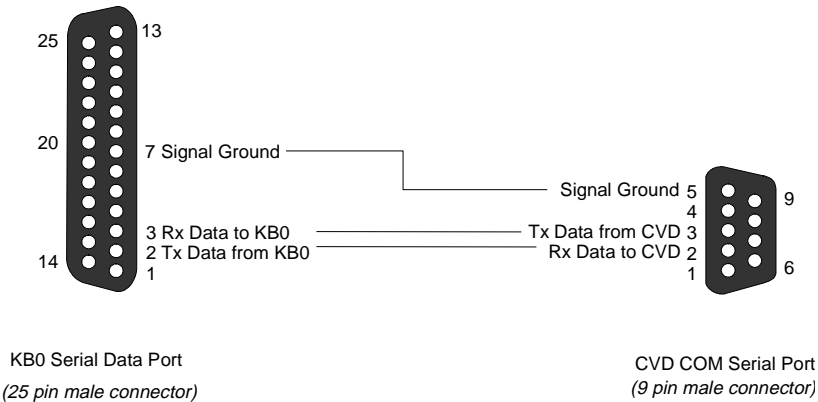 25
13
20
7 Signal Ground
3 Rx Data to KB0
2 Tx Data from KB0
14
1
Signal Ground 5
9
4
Tx Data from CVD 3
Rx Data to CVD 2
1
6
KB0 Serial Data Port
(25 pin male connector)
CVD COM Serial Port
(9 pin male connector)